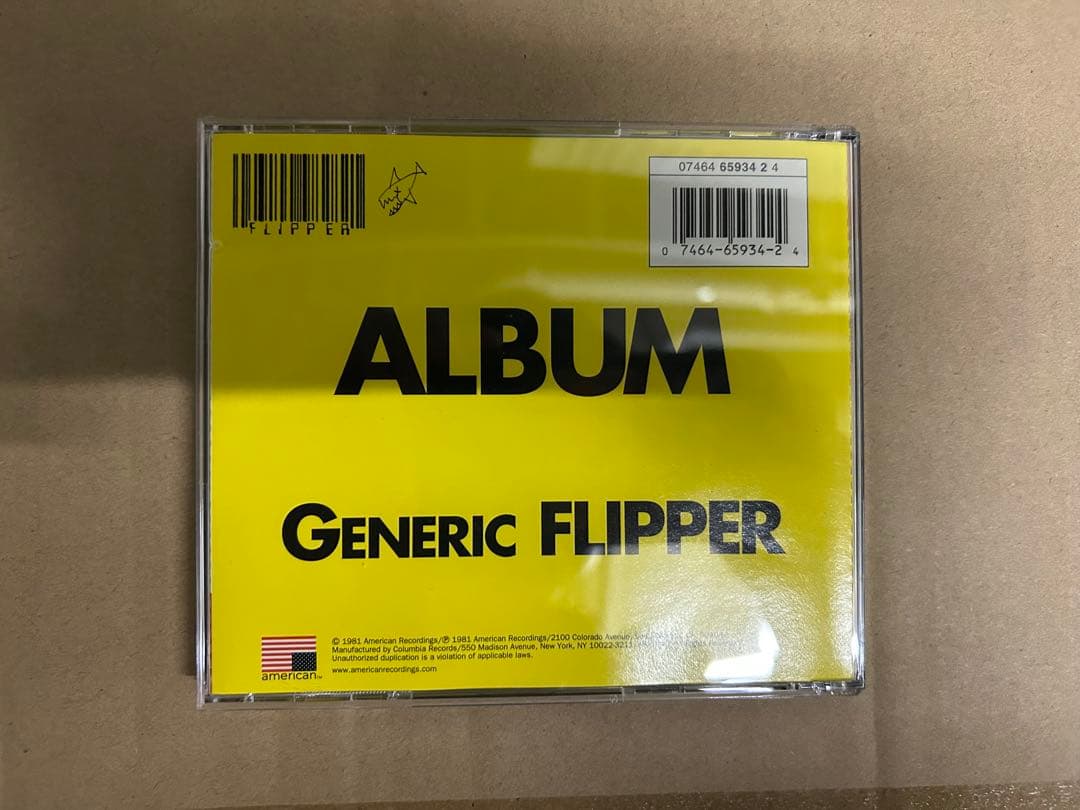 FLIPPER
07464 65934 2 4
0 7464-65934-2 4
ALBUM
GENERIC FLIPPER
american™
© 1981 American Recordings/℗ 1981 American Recordings/2100 Colorado Avenue,
Manufactured by Columbia Records/550 Madison Avenue, New York, NY 10022-3211
Unauthorized duplication is a violation of applicable laws.
www.americanrecordings.com